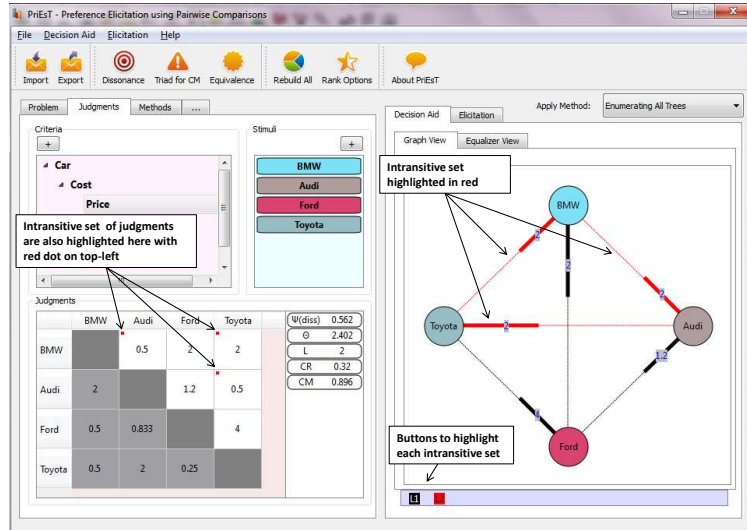 PriEsT - Preference Elicitation using Pairwise Comparisons
File Decision Aid Elicitation Help
Import Export Dissonance Triad for CM Equivalence Rebuild All Rank Options About PriEsT
Problem Judgments Methods ...
Criteria
+
Car
Cost
Price
Intransitive set of judgments
are also highlighted here with
red dot on top-left
Stimuli
+
BMW
Audi
Ford
Toyota
Judgments
BMW Audi Ford Toyota
BMW 0.5 2 2
Audi 2 1.2 0.5
Ford 0.5 0.833 4
Toyota 0.5 2 0.25
Ψ(diss) 0.562
Θ 2.402
L 2
CR 0.32
CM 0.896
Decision Aid Elicitation
Apply Method: Enumerating All Trees
Graph View Equalizer View
Intransitive set
highlighted in red
BMW
2
2
2
Toyota
2
Audi
1.2
4
Ford
Buttons to highlight
each intransitive set
L1